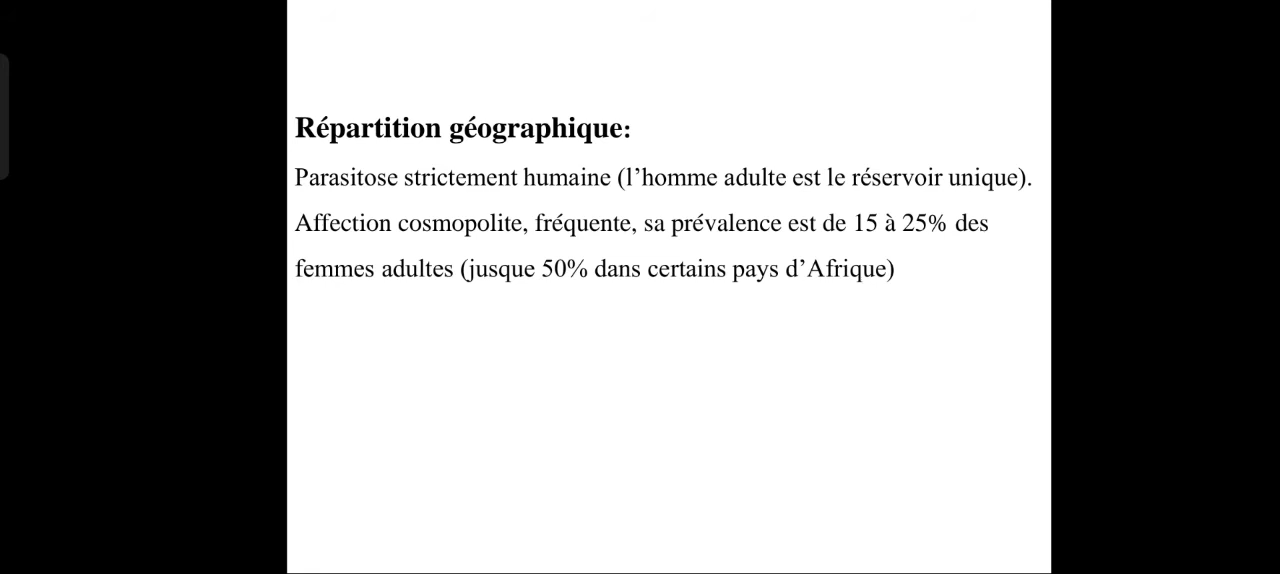 Répartition géographique:
Parasitose strictement humaine (l’homme adulte est le réservoir unique).
Affection cosmopolite, fréquente, sa prévalence est de 15 à 25% des
femmes adultes (jusque 50% dans certains pays d’Afrique)